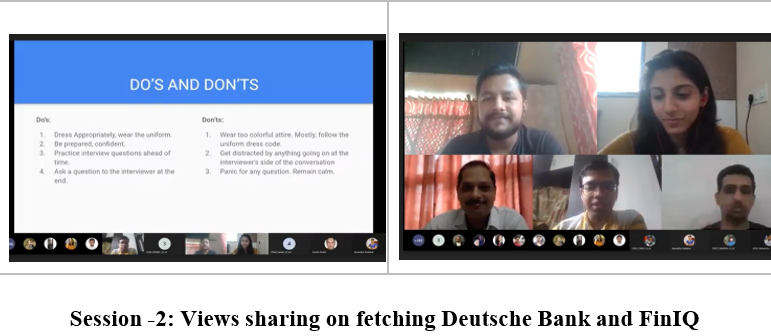 DO'S AND DON'TS
Do's:
1. Dress Appropriately, wear the uniform.
2. Be prepared, confident.
3. Practice interview questions ahead of
time.
4. Ask a question to the interviewer at the
end.
Don'ts:
1. Wear too colorful attire. Mostly, follow the
uniform dress code.
2. Get distracted by anything going on at the
interviewer's side of the conversation
3. Panic for any question. Remain calm.
Session -2: Views sharing on fetching Deutsche Bank and FinIQ